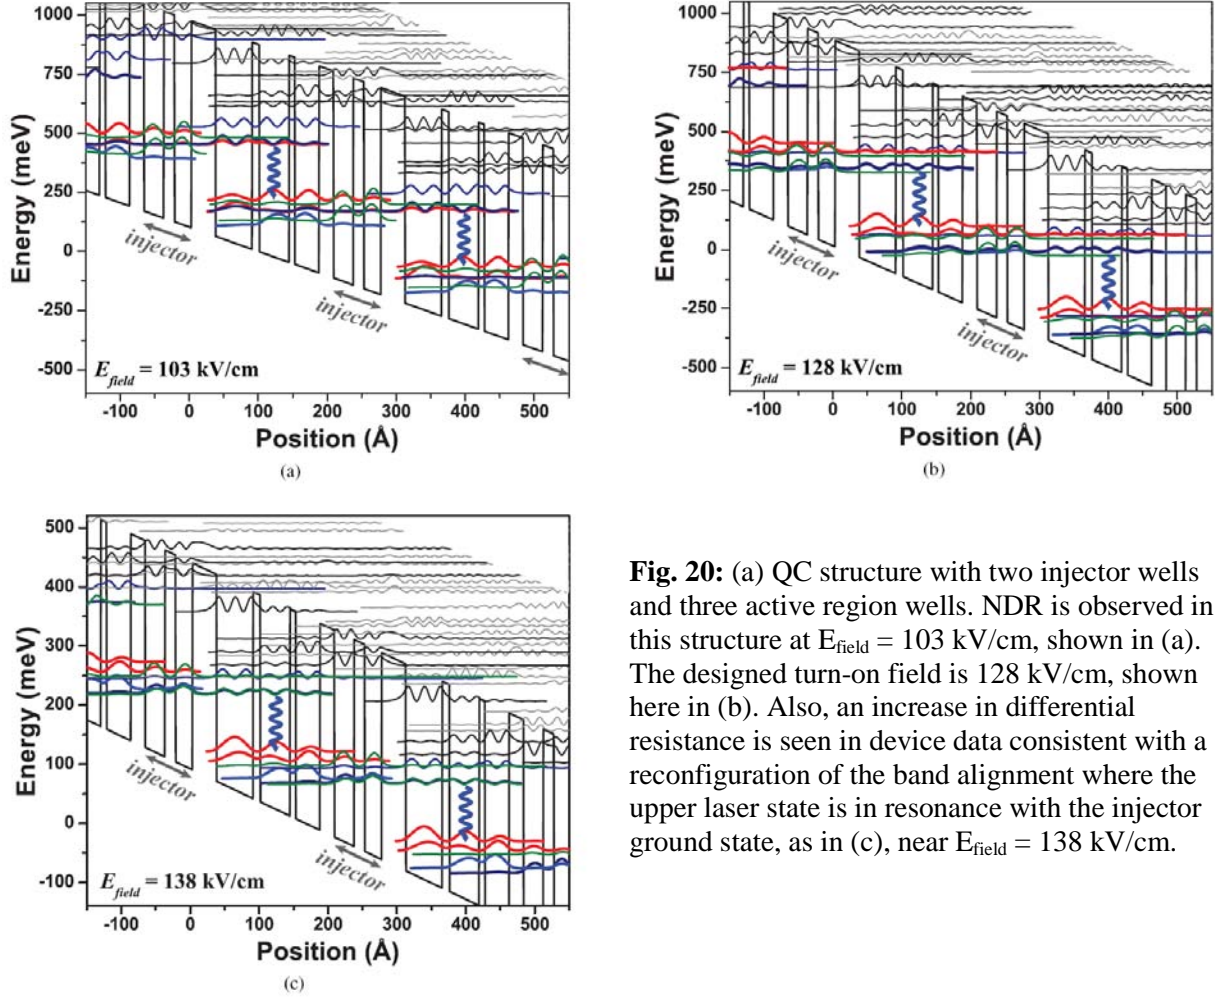 1000
750
500
250
0
-250
-500
Energy (meV)
injector
injector
E_field = 103 kV/cm
-100 0 100 200 300 400 500
Position (Å)
(a)
1000
750
500
250
0
-250
-500
Energy (meV)
injector
injector
E_field = 128 kV/cm
-100 0 100 200 300 400 500
Position (Å)
(b)
500
400
300
200
100
0
-100
Energy (meV)
injector
injector
E_field = 138 kV/cm
-100 0 100 200 300 400 500
Position (Å)
(c)
Fig. 20: (a) QC structure with two injector wells
and three active region wells. NDR is observed in
this structure at E_field = 103 kV/cm, shown in (a).
The designed turn-on field is 128 kV/cm, shown
here in (b). Also, an increase in differential
resistance is seen in device data consistent with a
reconfiguration of the band alignment where the
upper laser state is in resonance with the injector
ground state, as in (c), near E_field = 138 kV/cm.